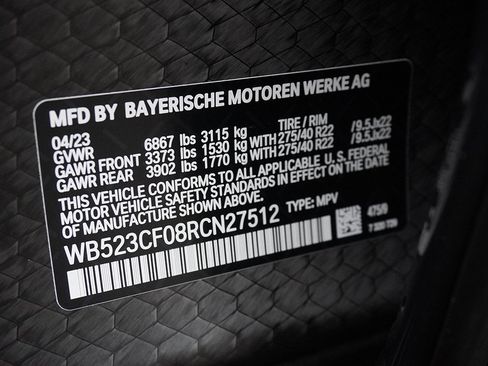 MFD BY BAYERISCHE MOTOREN WERKE AG
04/23 TIRE / RIM
GVWR 6867 lbs 3115 kg
GAWR FRONT 3373 lbs 1530 kg WITH 275/40 R22 / 9.5Jx22
GAWR REAR 3902 lbs 1770 kg WITH 275/40 R22 / 9.5Jx22
THIS VEHICLE CONFORMS TO ALL APPLICABLE U.S. FEDERAL
MOTOR VEHICLE SAFETY STANDARDS IN EFFECT ON THE DATE
OF MANUFACTURE SHOWN ABOVE.
WB523CF08RCN27512 TYPE: MPV
4759